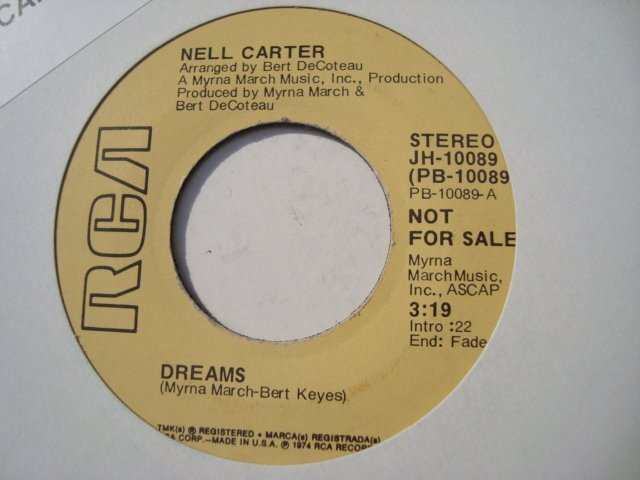 NELL CARTER
Arranged by Bert DeCoteau
A Myrna March Music, Inc., Production
Produced by Myrna March &
Bert DeCoteau
RCA
STEREO
JH-10089
(PB-10089
PB-10089-A
NOT
FOR SALE
Myrna
March Music,
Inc., ASCAP
3:19
Intro :22
End: Fade
DREAMS
(Myrna March-Bert Keyes)
TMK(s) ® REGISTERED • MARCA(s) REGISTRADA(s)
CA CORP.—MADE IN U.S.A. ℗ 1974 RCA RECOR